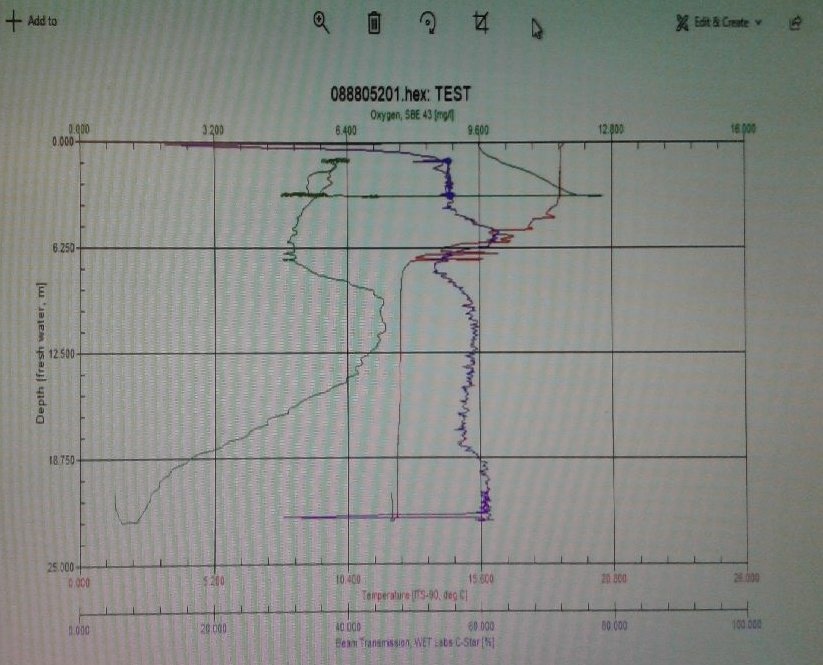 Add to
Edit & Create
088805201.hex: TEST
Oxygen, SBE 43 [mg/l]
0.000 3.200 6.400 9.600 12.800 16.000
0.000
6.250
12.500
18.750
25.000
Depth [fresh water, m]
0.000 5.200 10.400 15.600 20.800 26.000
Temperature [ITS-90, deg C]
0.000 20.000 40.000 60.000 80.000 100.000
Beam Transmission, WET Labs C-Star [%]